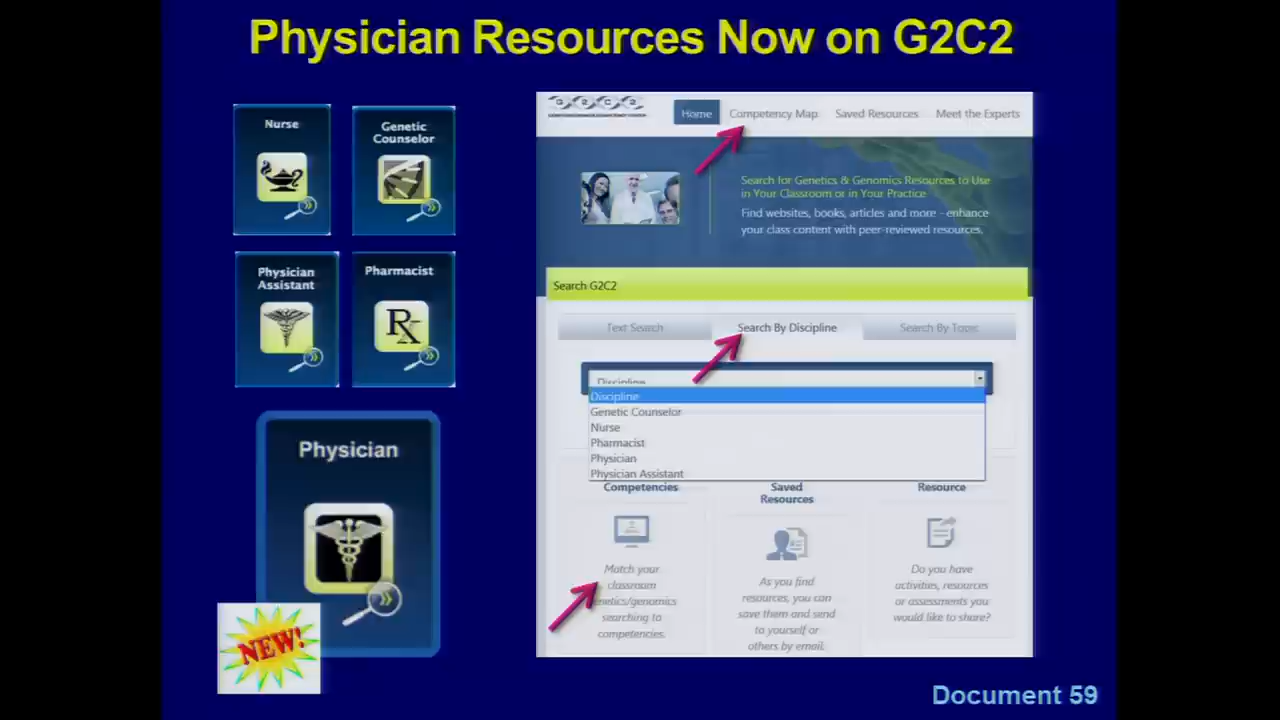 Physician Resources Now on G2C2
Nurse
Genetic
Counselor
Physician
Assistant
Pharmacist
Rx
Physician
NEW!
G 2 C 2
Home
Competency Map
Saved Resources
Meet the Experts
Search for Genetics & Genomics Resources to Use
in Your Classroom or in Your Practice
Find websites, books, articles and more - enhance
your class content with peer-reviewed resources.
Search G2C2
Text Search
Search By Discipline
Search By Topic
Discipline
Discipline
Genetic Counselor
Nurse
Pharmacist
Physician
Physician Assistant
Competencies
Match your
classroom
genetics/genomics
searching to
competencies.
Saved
Resources
As you find
resources, you can
save them and send
to yourself or
others by email.
Resource
Do you have
activities, resources
or assessments you
would like to share?
Document 59